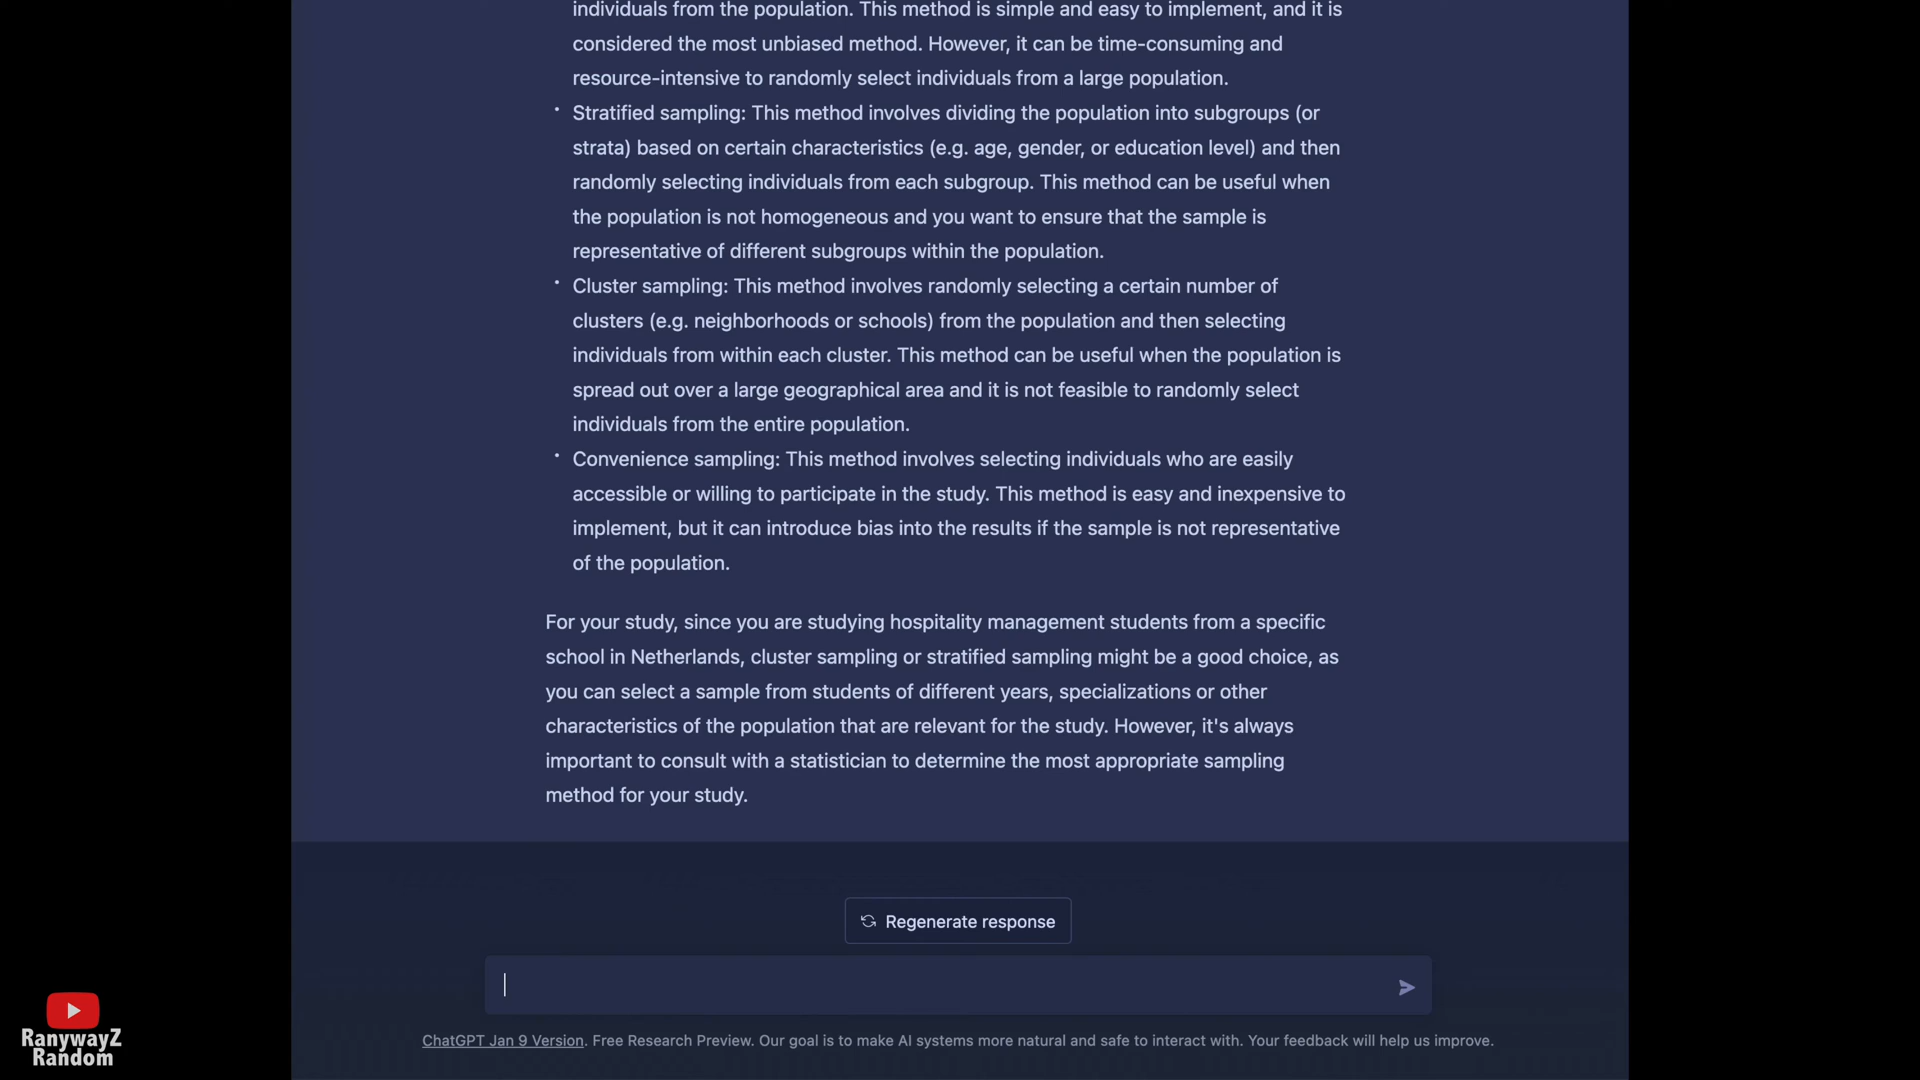 individuals from the population. This method is simple and easy to implement, and it is
considered the most unbiased method. However, it can be time-consuming and
resource-intensive to randomly select individuals from a large population.
• Stratified sampling: This method involves dividing the population into subgroups (or
strata) based on certain characteristics (e.g. age, gender, or education level) and then
randomly selecting individuals from each subgroup. This method can be useful when
the population is not homogeneous and you want to ensure that the sample is
representative of different subgroups within the population.
• Cluster sampling: This method involves randomly selecting a certain number of
clusters (e.g. neighborhoods or schools) from the population and then selecting
individuals from within each cluster. This method can be useful when the population is
spread out over a large geographical area and it is not feasible to randomly select
individuals from the entire population.
• Convenience sampling: This method involves selecting individuals who are easily
accessible or willing to participate in the study. This method is easy and inexpensive to
implement, but it can introduce bias into the results if the sample is not representative
of the population.
For your study, since you are studying hospitality management students from a specific
school in Netherlands, cluster sampling or stratified sampling might be a good choice, as
you can select a sample from students of different years, specializations or other
characteristics of the population that are relevant for the study. However, it's always
important to consult with a statistician to determine the most appropriate sampling
method for your study.
Regenerate response
ChatGPT Jan 9 Version. Free Research Preview. Our goal is to make AI systems more natural and safe to interact with. Your feedback will help us improve.
RanywayZ
Random